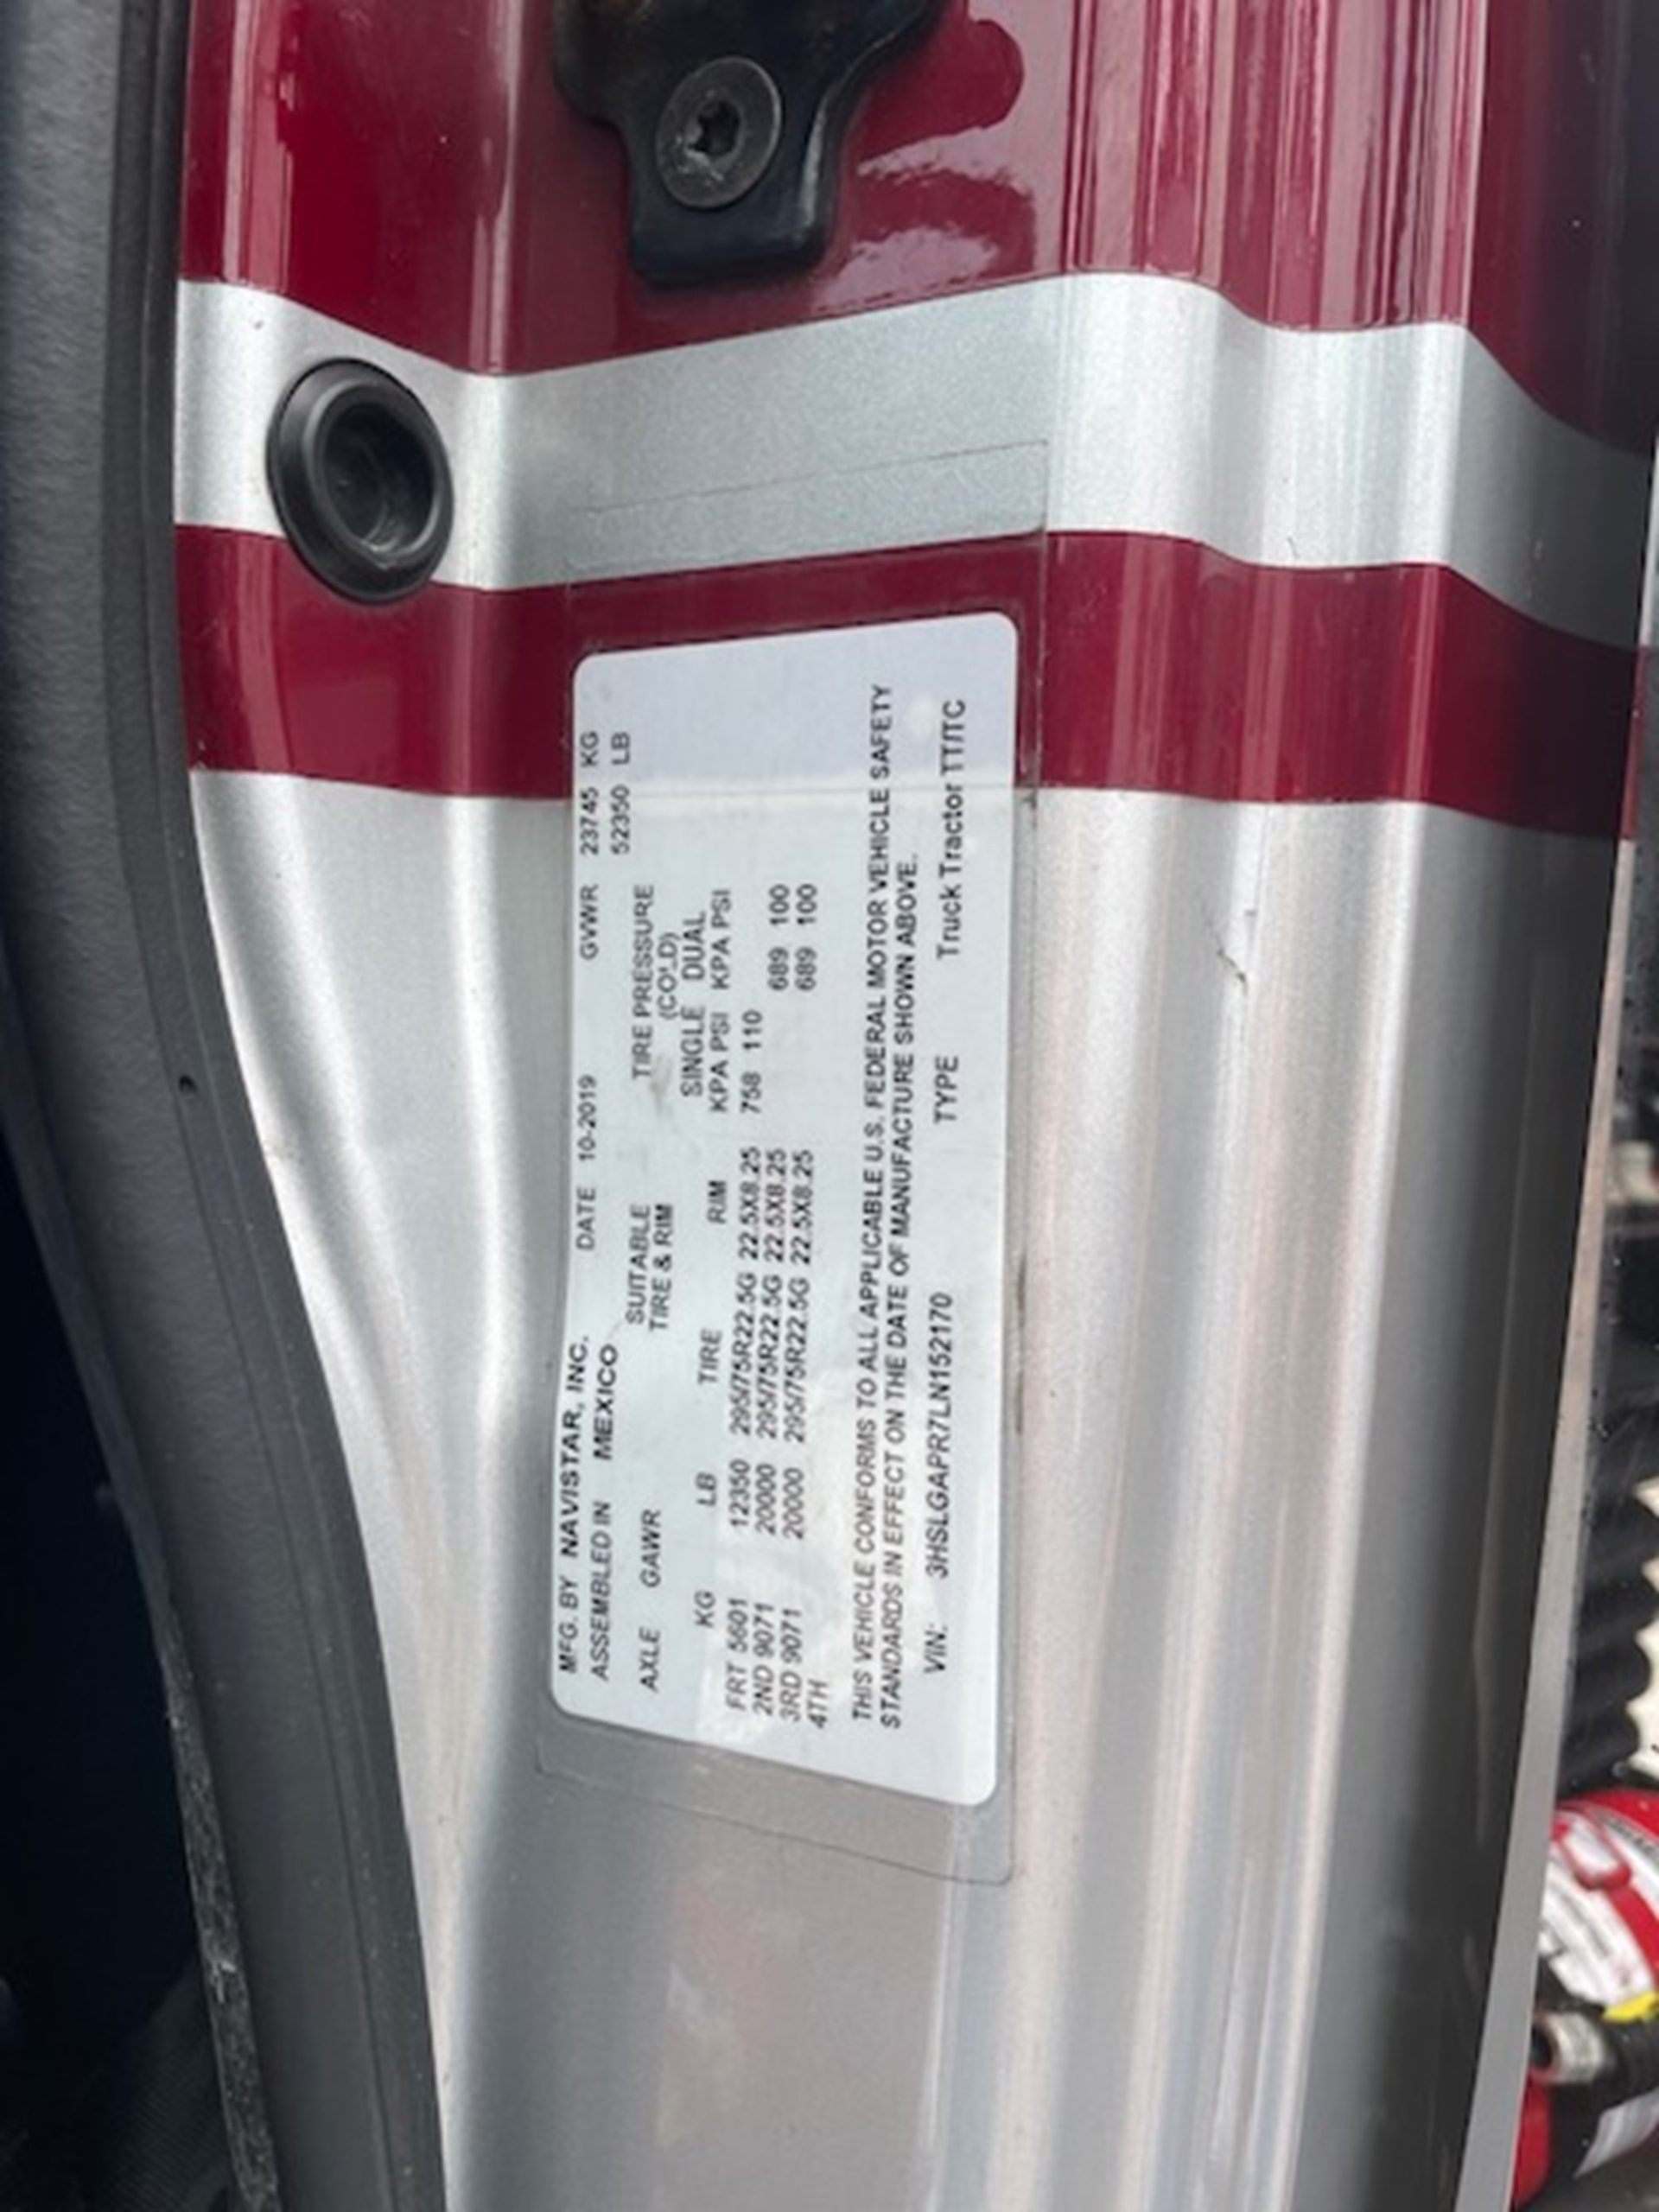 MFG. BY NAVISTAR, INC. DATE 10-2019 GVWR 23745 KG
ASSEMBLED IN MEXICO 52350 LB
AXLE GAWR SUITABLE TIRE PRESSURE
TIRE & RIM (COLD)
SINGLE DUAL
KG LB TIRE RIM KPA PSI KPA PSI
FRT 5601 12350 295/75R22.5G 22.5X8.25 758 110
2ND 9071 20000 295/75R22.5G 22.5X8.25 689 100
3RD 9071 20000 295/75R22.5G 22.5X8.25 689 100
4TH
THIS VEHICLE CONFORMS TO ALL APPLICABLE U.S. FEDERAL MOTOR VEHICLE SAFETY
STANDARDS IN EFFECT ON THE DATE OF MANUFACTURE SHOWN ABOVE.
VIN: 3HSLGAPR7LN152170 TYPE Truck Tractor TT/TC